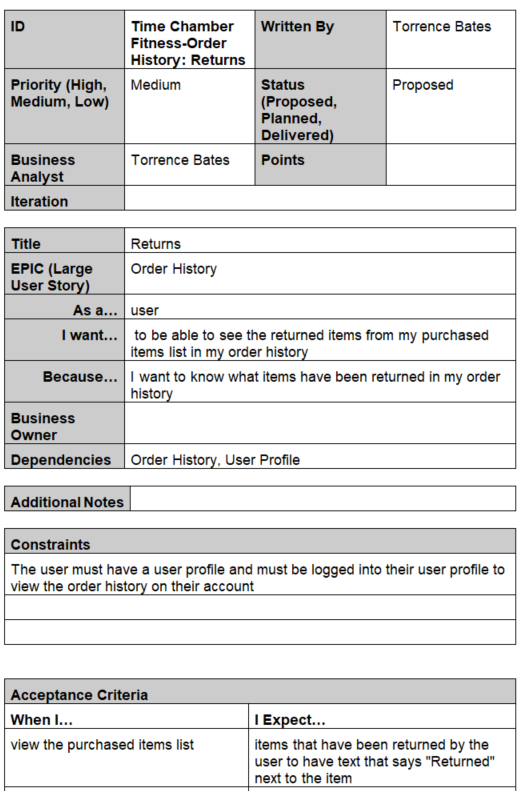 ID Time Chamber Written By Torrence Bates
Fitness-Order
History: Returns
Priority (High, Medium Status Proposed
Medium, Low) (Proposed,
Planned,
Delivered)
Business Torrence Bates Points
Analyst
Iteration
Title Returns
EPIC (Large Order History
User Story)
As a... user
I want... to be able to see the returned items from my purchased
items list in my order history
Because... I want to know what items have been returned in my order
history
Business
Owner
Dependencies Order History, User Profile
Additional Notes
Constraints
The user must have a user profile and must be logged into their user profile to
view the order history on their account
Acceptance Criteria
When I... I Expect...
view the purchased items list items that have been returned by the
user to have text that says "Returned"
next to the item